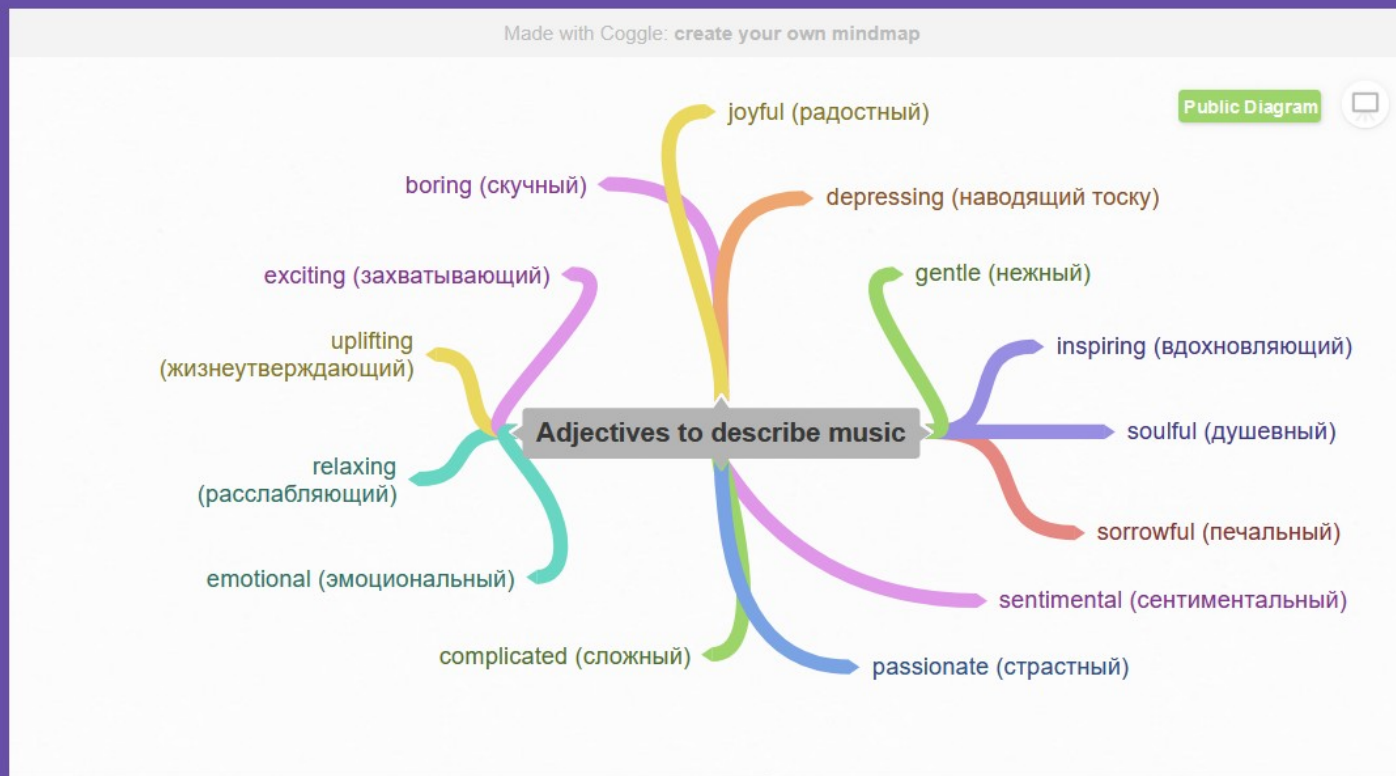 Made with Coggle: create your own mindmap
Public Diagram
joyful (радостный)
boring (скучный)
depressing (наводящий тоску)
exciting (захватывающий)
gentle (нежный)
uplifting
(жизнеутверждающий)
inspiring (вдохновляющий)
Adjectives to describe music
soulful (душевный)
relaxing
(расслабляющий)
sorrowful (печальный)
emotional (эмоциональный)
sentimental (сентиментальный)
complicated (сложный)
passionate (страстный)